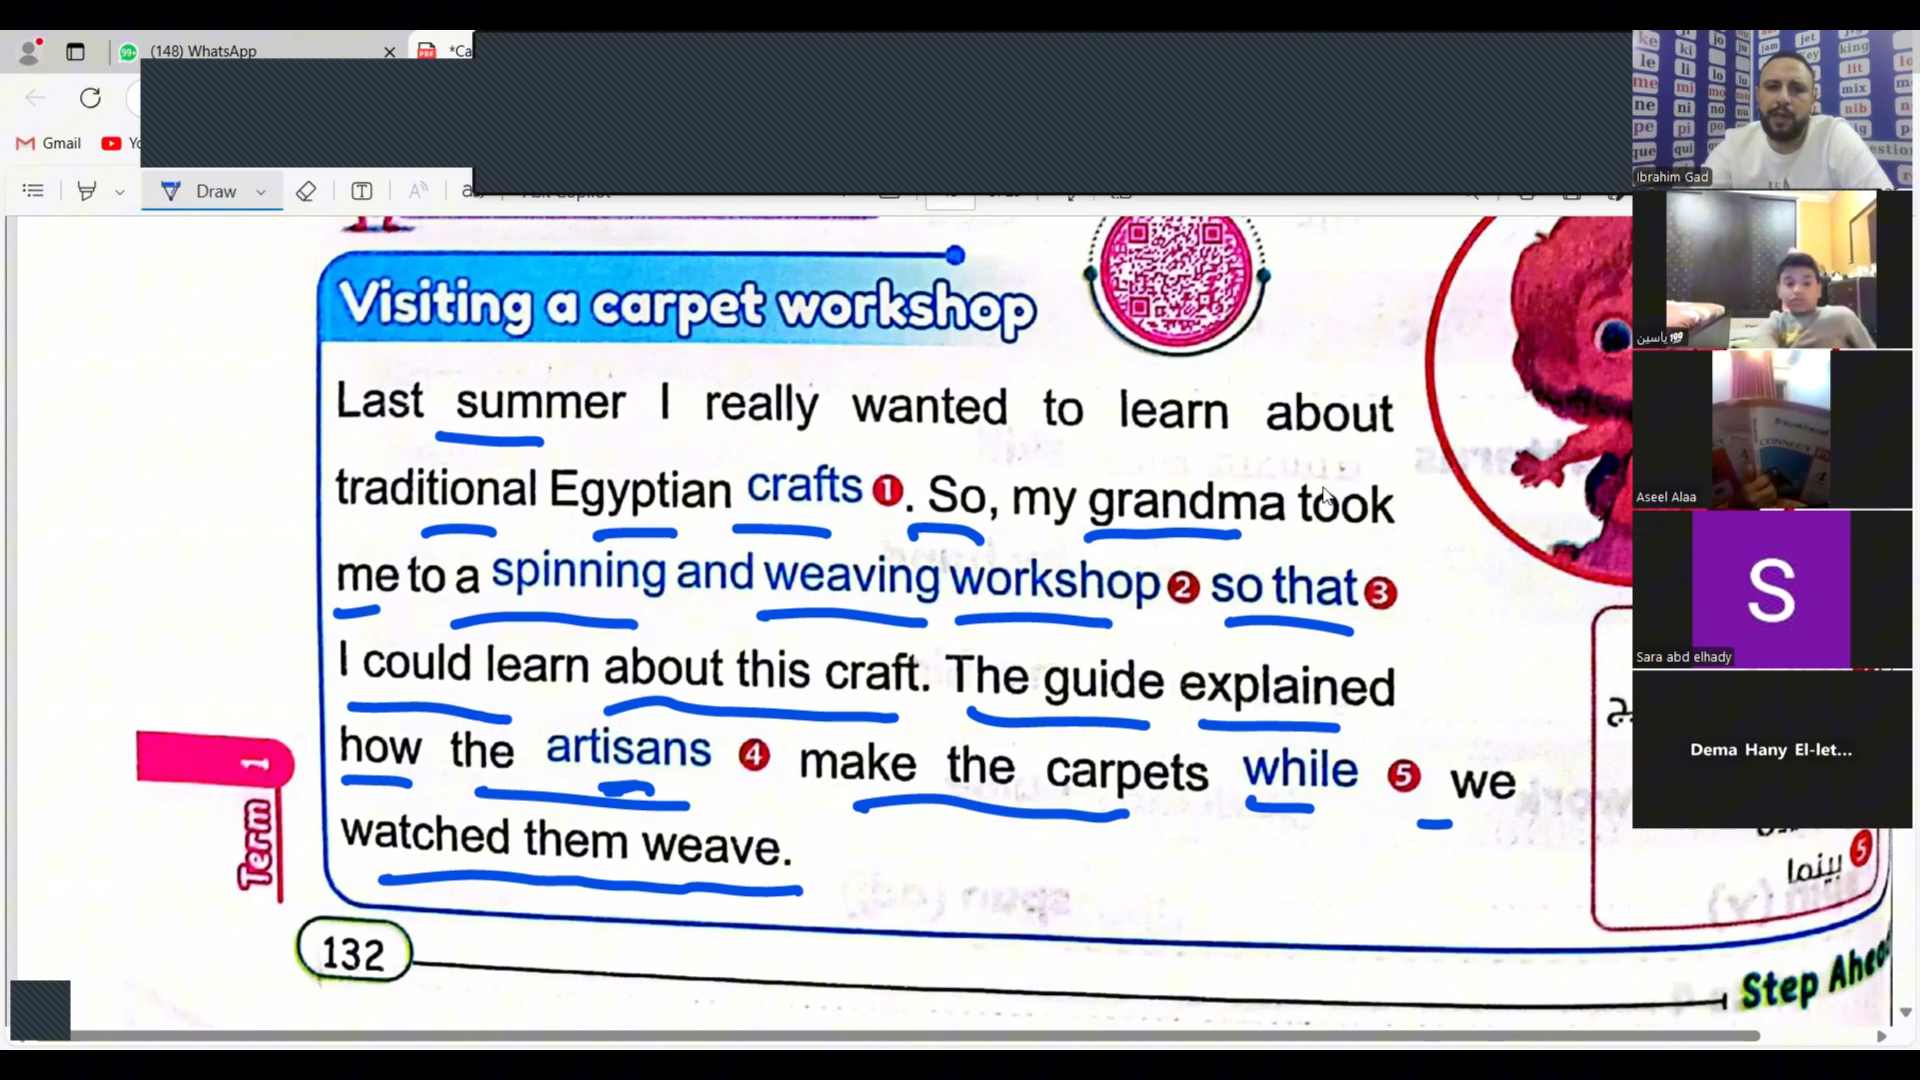 (148) WhatsApp
*Ca
Gmail
Draw
Visiting a carpet workshop
Last summer I really wanted to learn about
traditional Egyptian crafts 1. So, my grandma took
me to a spinning and weaving workshop 2 so that 3
I could learn about this craft. The guide explained
how the artisans 4 make the carpets while 5 we
watched them weave.
Term 1
132
5 بينما
Ibrahim Gad
ياسين
Aseel Alaa
CONNECT
S
Sara abd elhady
Dema Hany El-let...